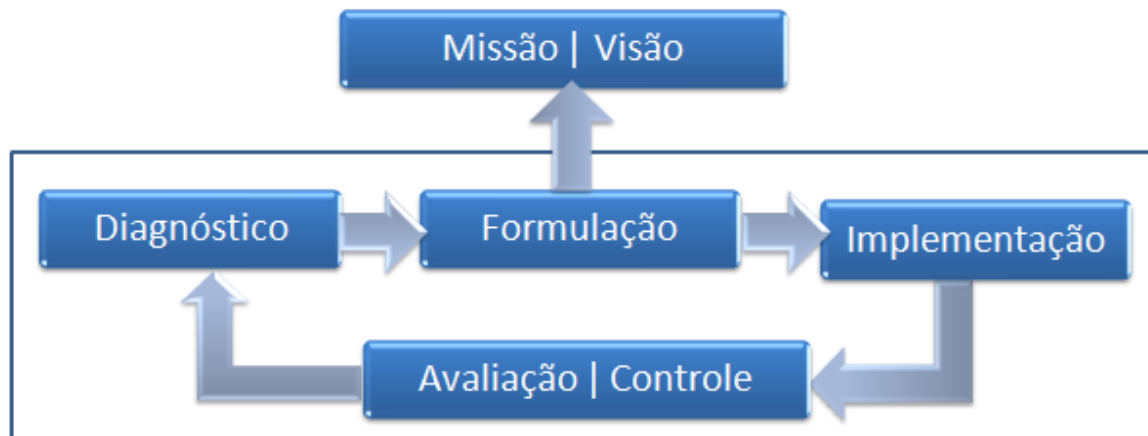 Missão | Visão
Diagnóstico
Formulação
Implementação
Avaliação | Controle